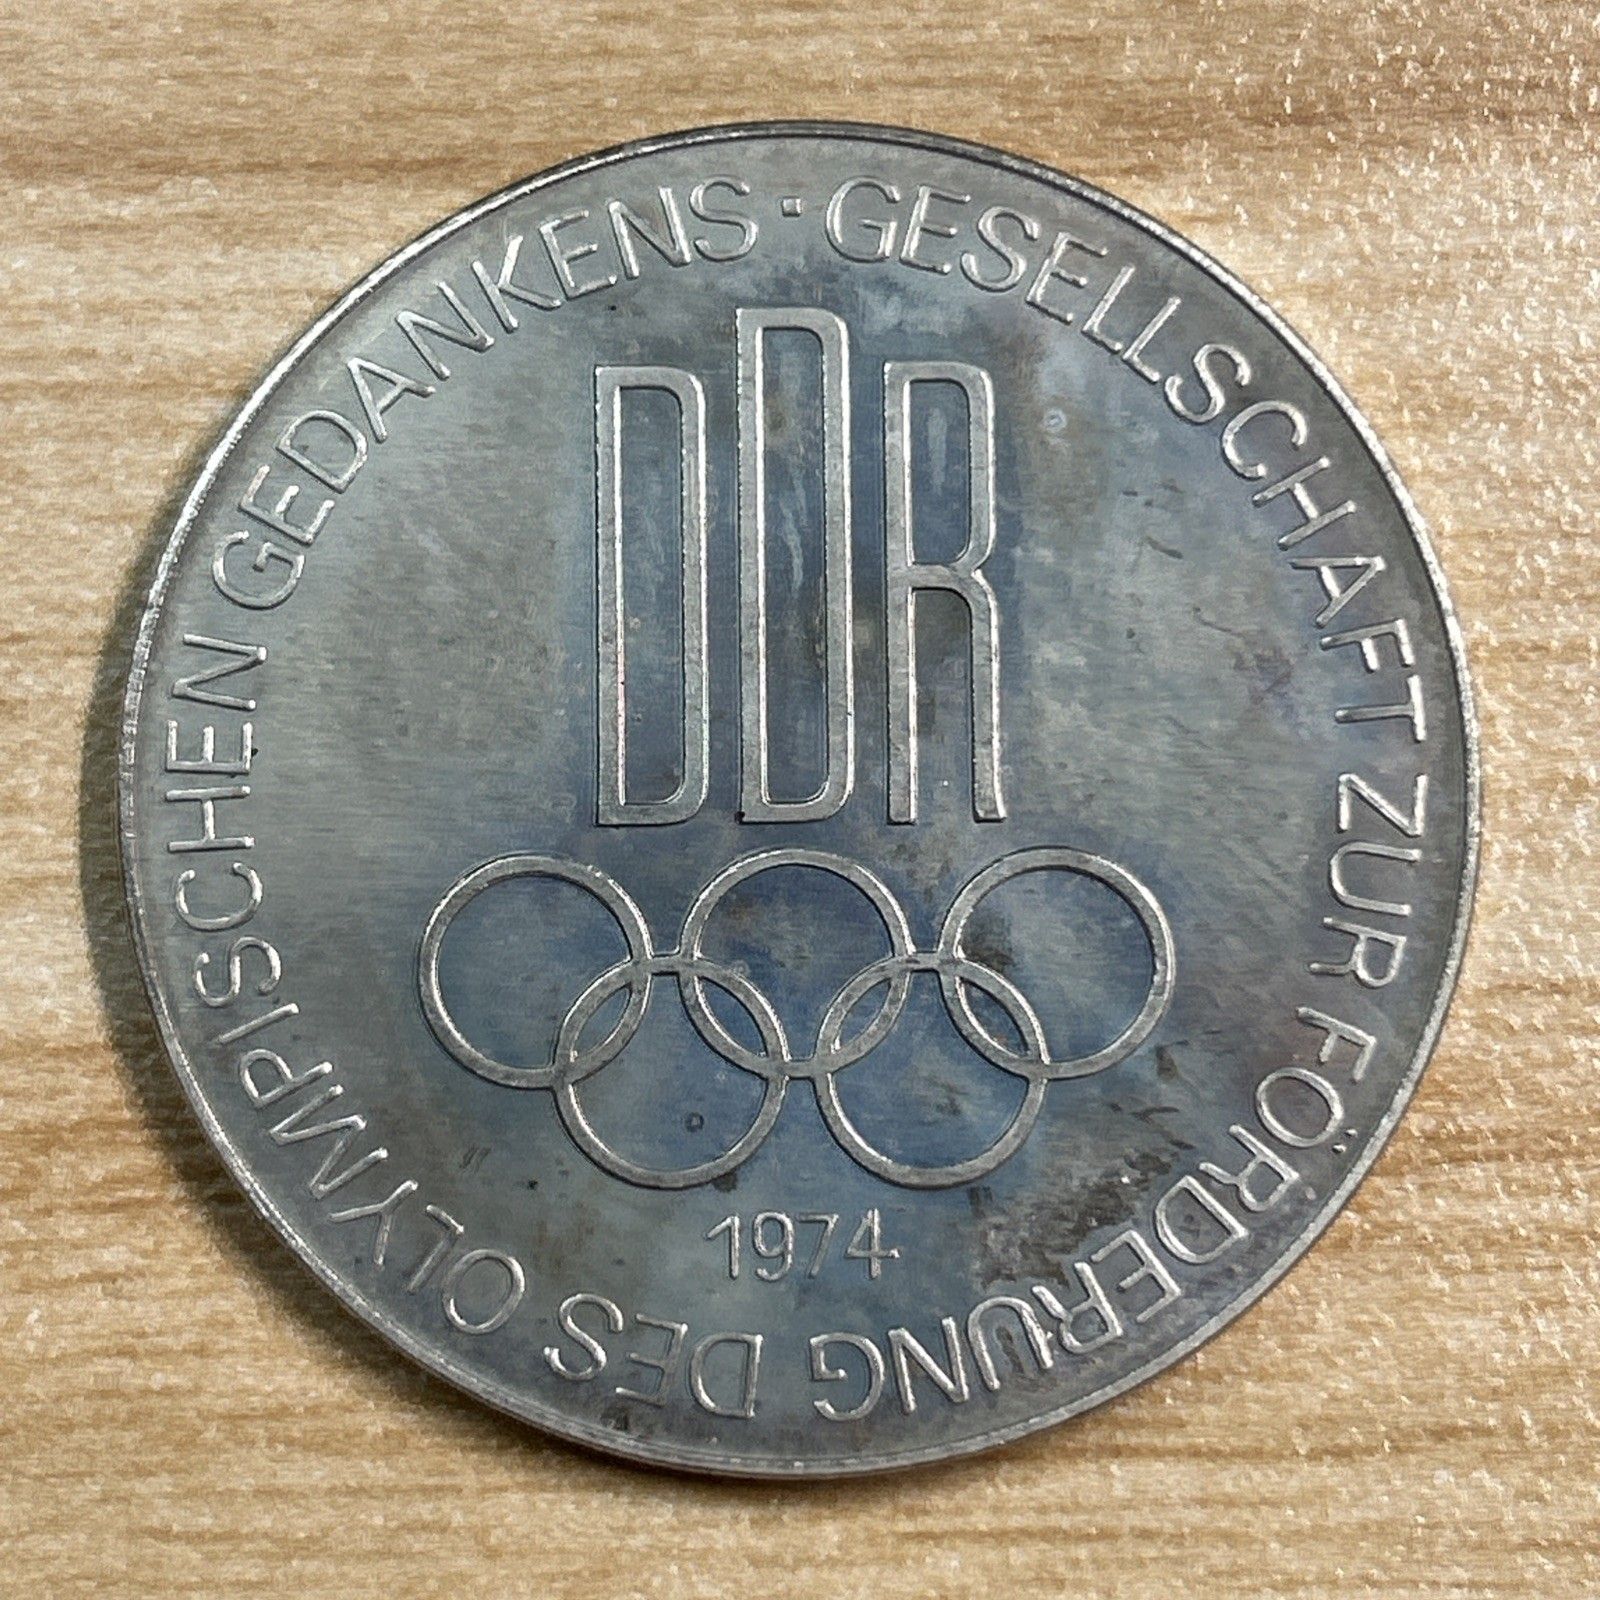 GESELLSCHAFT ZUR FÖRDERUNG DES OLYMPISCHEN GEDANKENS ·
DDR
1974